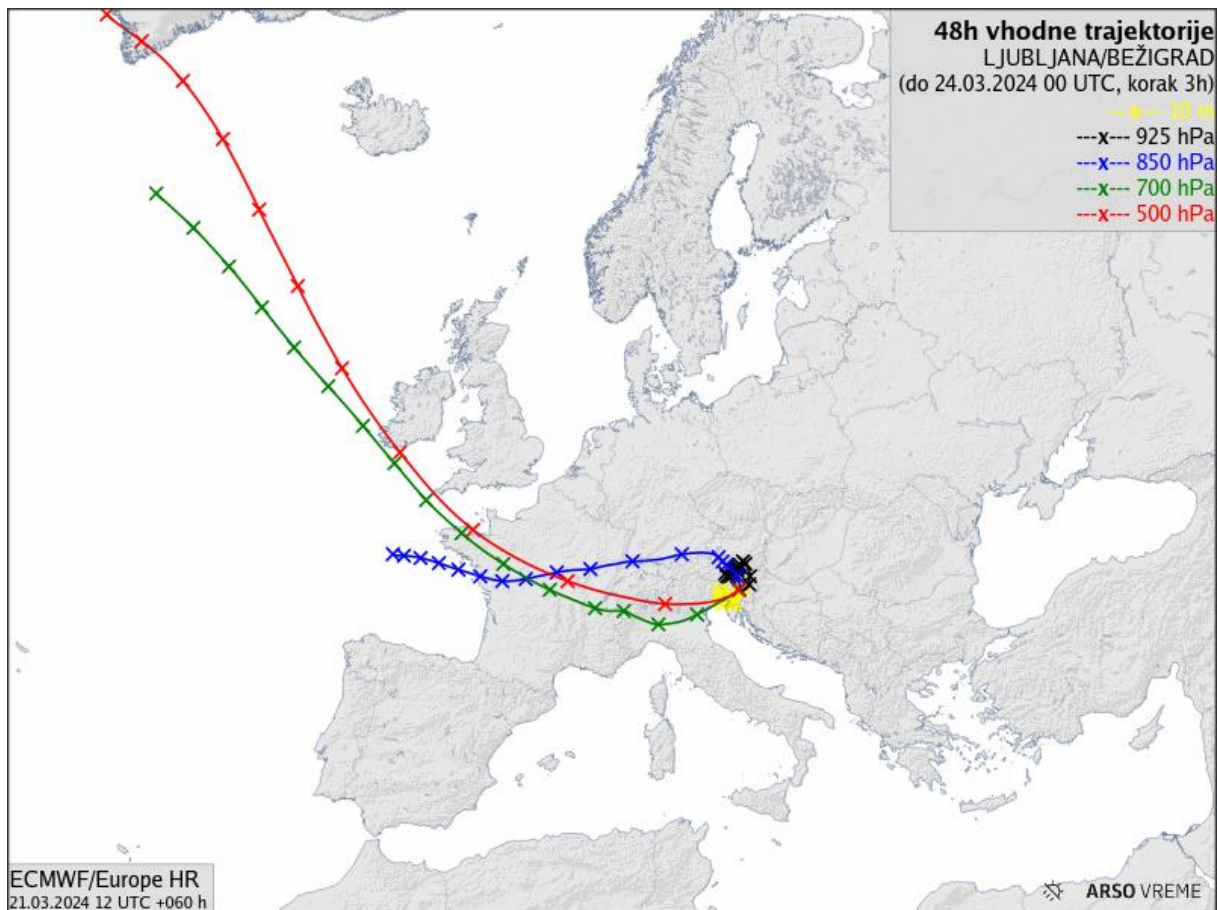 48h vhodne trajektorije
LJUBLJANA/BEŽIGRAD
(do 24.03.2024 00 UTC, korak 3h)
---x--- 10 m
---x--- 925 hPa
---x--- 850 hPa
---x--- 700 hPa
---x--- 500 hPa
ECMWF/Europe HR
21.03.2024 12 UTC +060 h
ARSO VREME